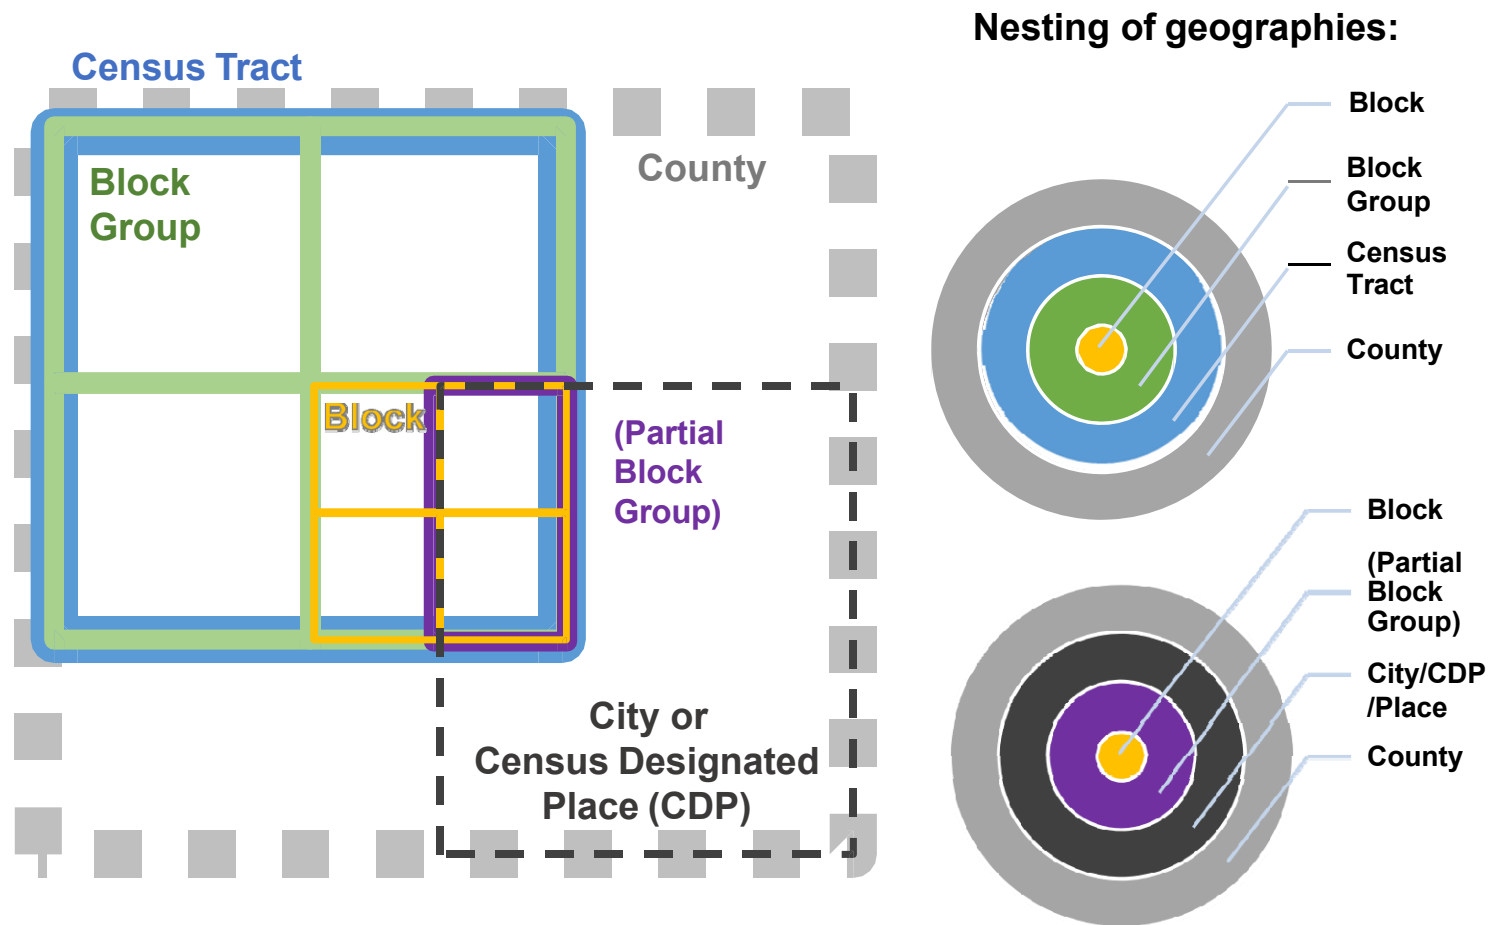 Nesting of geographies:
Census Tract
County
Block
Group
Block
(Partial
Block
Group)
City or
Census Designated
Place (CDP)
Block
Block
Group
Census
Tract
County
Block
(Partial
Block
Group)
City/CDP
/Place
County